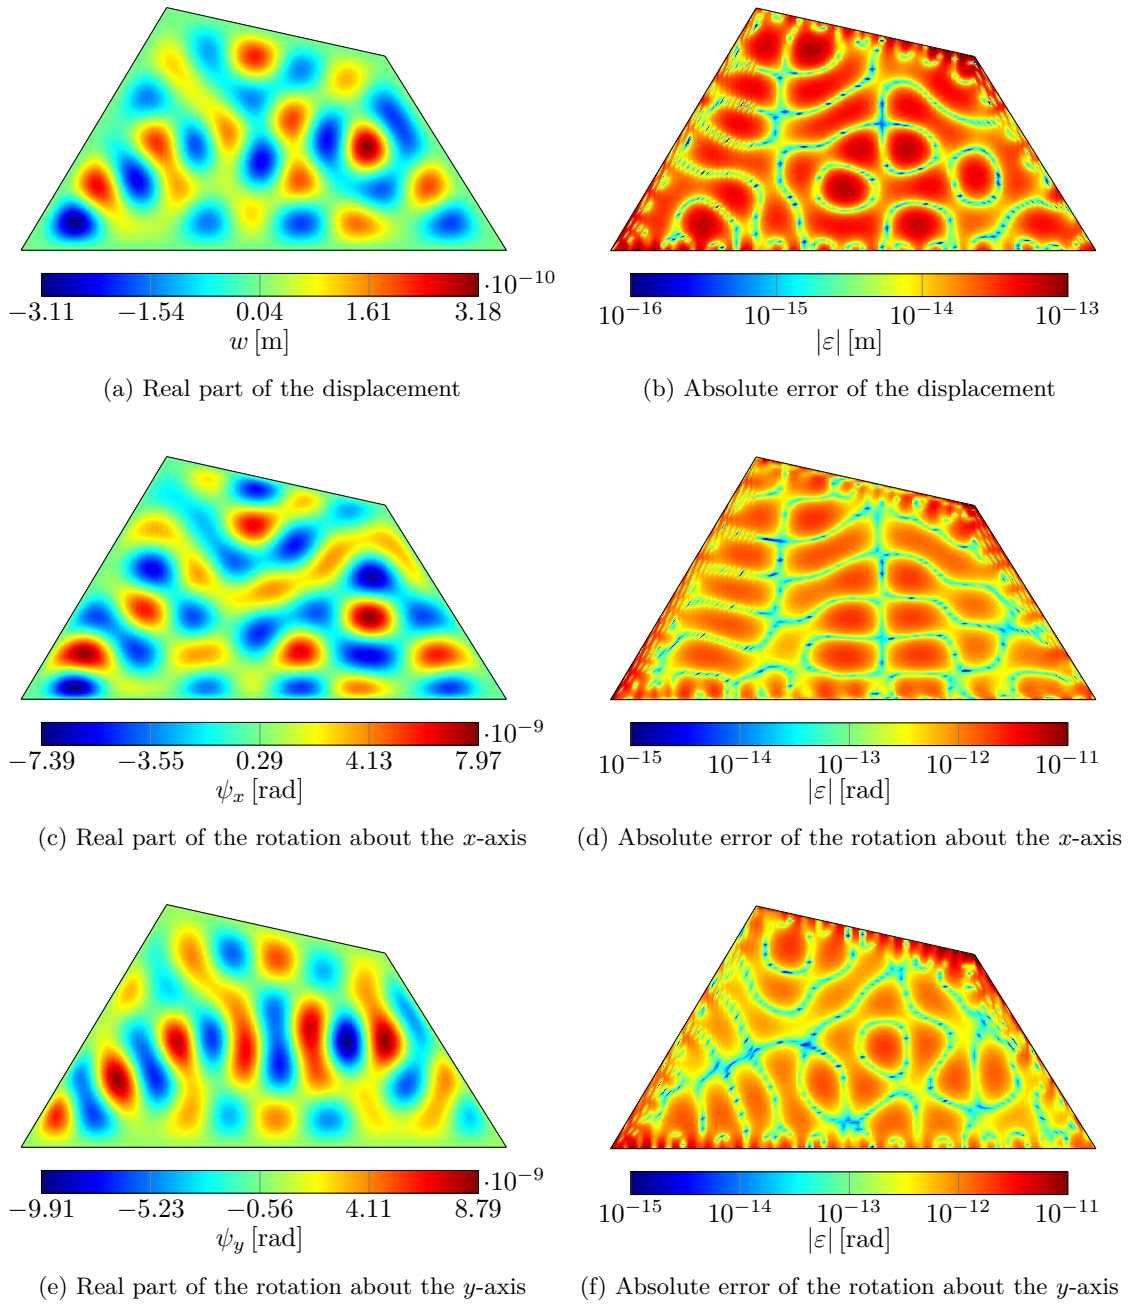 ·10⁻¹⁰
−3.11 −1.54 0.04 1.61 3.18
w [m]
(a) Real part of the displacement
10⁻¹⁶ 10⁻¹⁵ 10⁻¹⁴ 10⁻¹³
|ε| [m]
(b) Absolute error of the displacement
·10⁻⁹
−7.39 −3.55 0.29 4.13 7.97
ψₓ [rad]
(c) Real part of the rotation about the x-axis
10⁻¹⁵ 10⁻¹⁴ 10⁻¹³ 10⁻¹² 10⁻¹¹
|ε| [rad]
(d) Absolute error of the rotation about the x-axis
·10⁻⁹
−9.91 −5.23 −0.56 4.11 8.79
ψ_y [rad]
(e) Real part of the rotation about the y-axis
10⁻¹⁵ 10⁻¹⁴ 10⁻¹³ 10⁻¹² 10⁻¹¹
|ε| [rad]
(f) Absolute error of the rotation about the y-axis